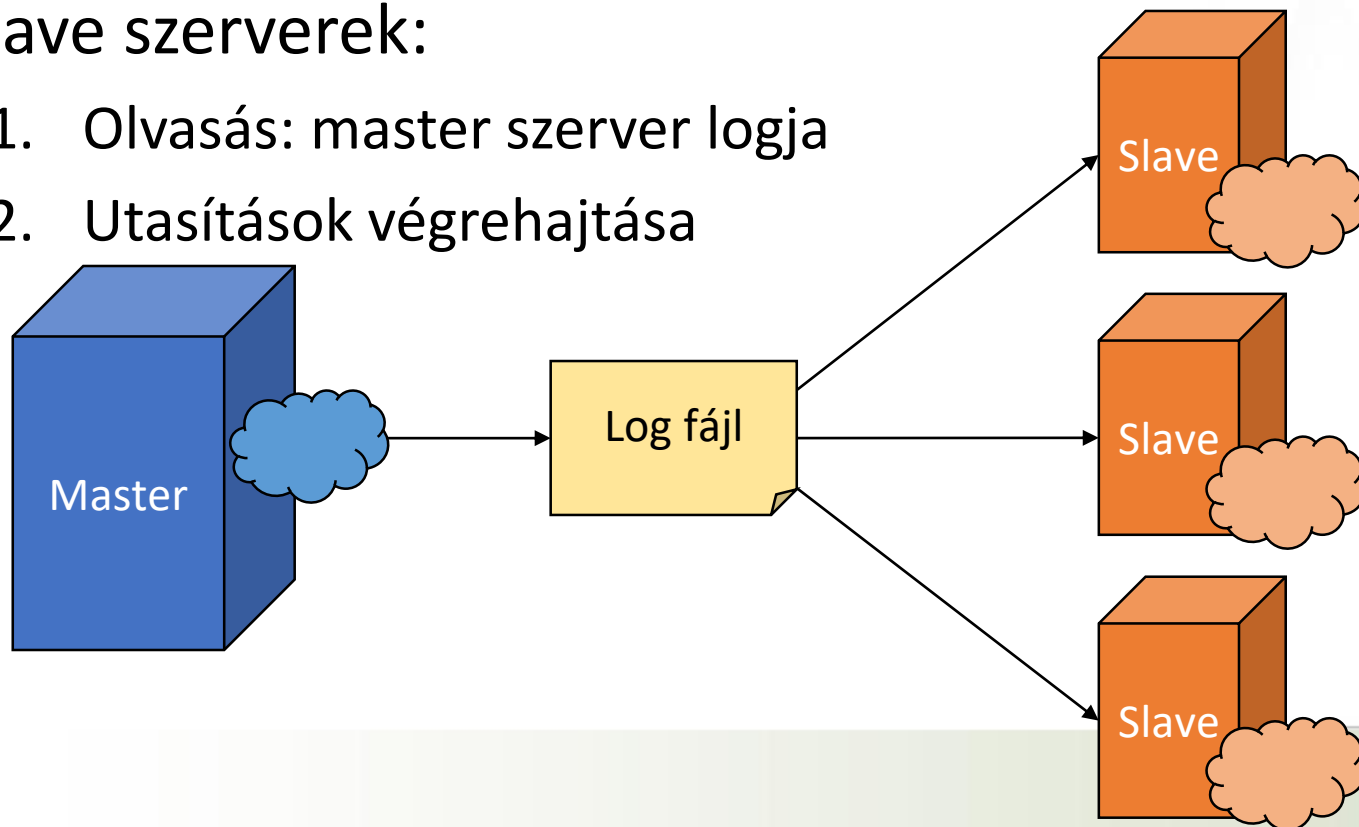 ave szerverek:
1. Olvasás: master szerver logja
2. Utasítások végrehajtása
Slave
Log fájl
Slave
Master
Slave